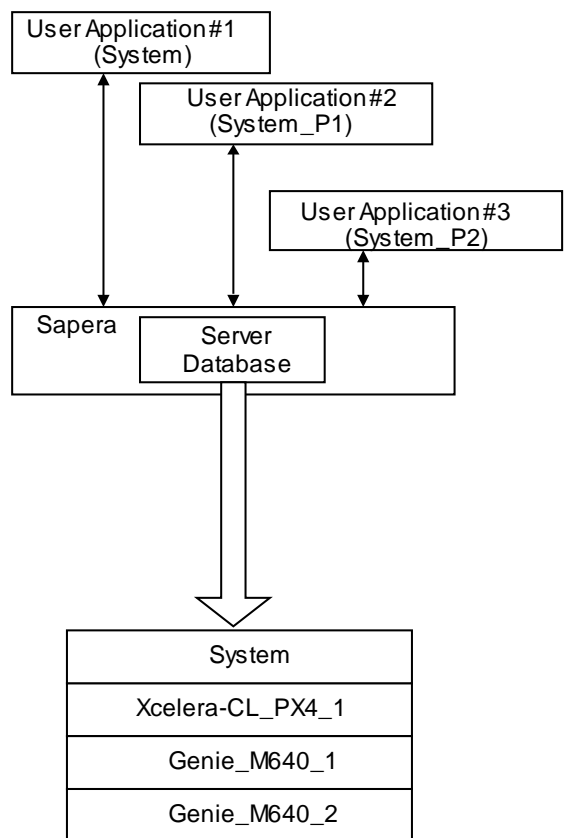 User Application#1
(System)
User Application#2
(System_P1)
User Application#3
(System_P2)
Sapera
Server
Database
System
Xcelera-CL_PX4_1
Genie_M640_1
Genie_M640_2